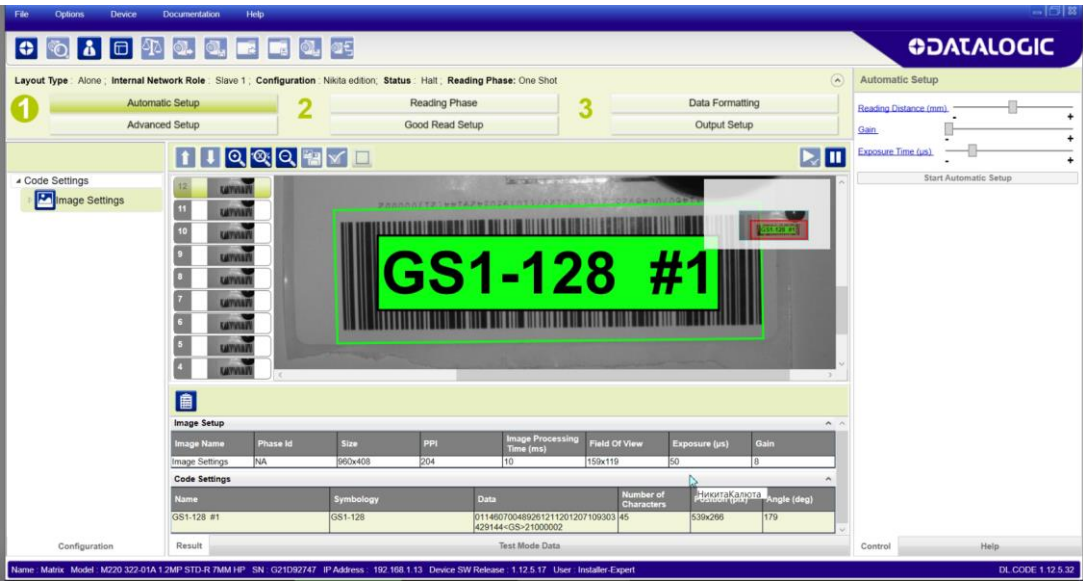 File Options Device Documentation Help
DATALOGIC
Layout Type : Alone ; Internal Network Role : Slave 1 ; Configuration : Nikita edition; Status : Halt ; Reading Phase: One Shot
1 Automatic Setup 2 Reading Phase 3 Data Formatting
Advanced Setup Good Read Setup Output Setup
Automatic Setup
Reading Distance (mm)
- +
Gain
- +
Exposure Time (µs)
- +
Start Automatic Setup
Code Settings
Image Settings
12
11
10
9
8
7
6
5
4
GS1-128 #1
GS1-128 #1
Image Setup
Image Name Phase Id Size PPI Image Processing Time (ms) Field Of View Exposure (µs) Gain
Image Settings NA 960x408 204 10 159x119 50 8
Code Settings
Name Symbology Data Number of Characters Position (pix) Angle (deg)
НикитаКалюта
GS1-128 #1 GS1-128 011460700489261211201207109303 45 539x266 179
429144<GS>21000002
Configuration Result Test Mode Data Control Help
Name : Matrix Model : M220 322-01A 1.2MP STD-R 7MM HP SN : G21D92747 IP Address : 192.168.1.13 Device SW Release : 1.12.5.17 User : Installer-Expert DL.CODE 1.12.5.32